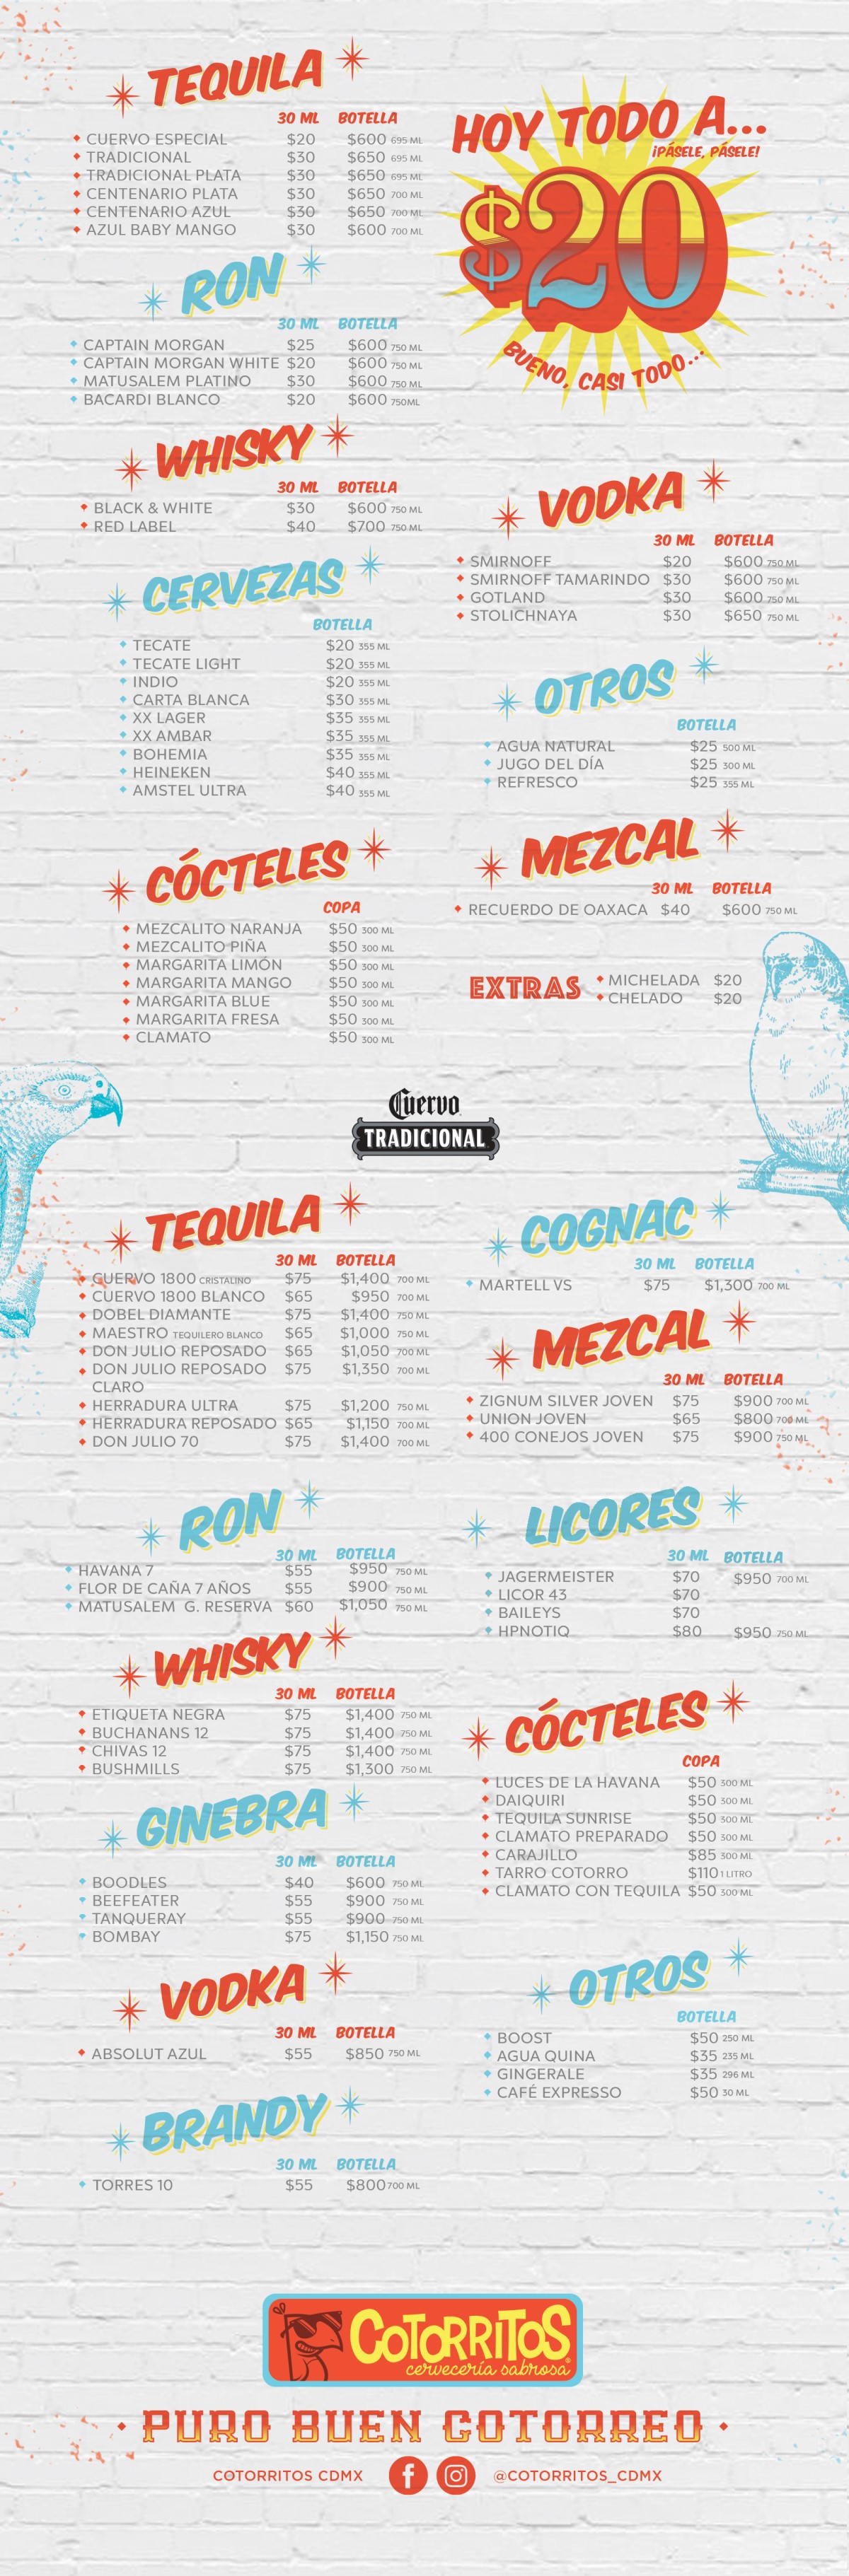 TEQUILA
30 ML BOTELLA
CUERVO ESPECIAL $20 $600 695 ML
TRADICIONAL $30 $650 695 ML
TRADICIONAL PLATA $30 $650 695 ML
CENTENARIO PLATA $30 $650 700 ML
CENTENARIO AZUL $30 $650 700 ML
AZUL BABY MANGO $30 $600 700 ML
HOY TODO A...
¡PÁSELE, PÁSELE!
$20
BUENO, CASI TODO...
RON
30 ML BOTELLA
CAPTAIN MORGAN $25 $600 750 ML
CAPTAIN MORGAN WHITE $20 $600 750 ML
MATUSALEM PLATINO $30 $600 750 ML
BACARDI BLANCO $20 $600 750ML
WHISKY
30 ML BOTELLA
BLACK & WHITE $30 $600 750 ML
RED LABEL $40 $700 750 ML
VODKA
30 ML BOTELLA
SMIRNOFF $20 $600 750 ML
SMIRNOFF TAMARINDO $30 $600 750 ML
GOTLAND $30 $600 750 ML
STOLICHNAYA $30 $650 750 ML
CERVEZAS
BOTELLA
TECATE $20 355 ML
TECATE LIGHT $20 355 ML
INDIO $20 355 ML
CARTA BLANCA $30 355 ML
XX LAGER $35 355 ML
XX AMBAR $35 355 ML
BOHEMIA $35 355 ML
HEINEKEN $40 355 ML
AMSTEL ULTRA $40 355 ML
OTROS
BOTELLA
AGUA NATURAL $25 500 ML
JUGO DEL DÍA $25 300 ML
REFRESCO $25 355 ML
CÓCTELES
COPA
MEZCALITO NARANJA $50 300 ML
MEZCALITO PIÑA $50 300 ML
MARGARITA LIMÓN $50 300 ML
MARGARITA MANGO $50 300 ML
MARGARITA BLUE $50 300 ML
MARGARITA FRESA $50 300 ML
CLAMATO $50 300 ML
MEZCAL
30 ML BOTELLA
RECUERDO DE OAXACA $40 $600 750 ML
EXTRAS
MICHELADA $20
CHELADO $20
Cuervo
TRADICIONAL
TEQUILA
30 ML BOTELLA
CUERVO 1800 CRISTALINO $75 $1,400 700 ML
CUERVO 1800 BLANCO $65 $950 700 ML
DOBEL DIAMANTE $75 $1,400 750 ML
MAESTRO TEQUILERO BLANCO $65 $1,000 750 ML
DON JULIO REPOSADO $65 $1,050 700 ML
DON JULIO REPOSADO $75 $1,350 700 ML
CLARO
HERRADURA ULTRA $75 $1,200 750 ML
HERRADURA REPOSADO $65 $1,150 700 ML
DON JULIO 70 $75 $1,400 700 ML
COGNAC
30 ML BOTELLA
MARTELL VS $75 $1,300 700 ML
MEZCAL
30 ML BOTELLA
ZIGNUM SILVER JOVEN $75 $900 700 ML
UNION JOVEN $65 $800 700 ML
400 CONEJOS JOVEN $75 $900 750 ML
RON
30 ML BOTELLA
HAVANA 7 $55 $950 750 ML
FLOR DE CAÑA 7 AÑOS $55 $900 750 ML
MATUSALEM G. RESERVA $60 $1,050 750 ML
LICORES
30 ML BOTELLA
JAGERMEISTER $70 $950 700 ML
LICOR 43 $70
BAILEYS $70
HPNOTIQ $80 $950 750 ML
WHISKY
30 ML BOTELLA
ETIQUETA NEGRA $75 $1,400 750 ML
BUCHANANS 12 $75 $1,400 750 ML
CHIVAS 12 $75 $1,400 750 ML
BUSHMILLS $75 $1,300 750 ML
CÓCTELES
COPA
LUCES DE LA HAVANA $50 300 ML
DAIQUIRI $50 300 ML
TEQUILA SUNRISE $50 300 ML
CLAMATO PREPARADO $50 300 ML
CARAJILLO $85 300 ML
TARRO COTORRO $110 1 LITRO
CLAMATO CON TEQUILA $50 300 ML
GINEBRA
30 ML BOTELLA
BOODLES $40 $600 750 ML
BEEFEATER $55 $900 750 ML
TANQUERAY $55 $900 750 ML
BOMBAY $75 $1,150 750 ML
VODKA
30 ML BOTELLA
ABSOLUT AZUL $55 $850 750 ML
OTROS
BOTELLA
BOOST $50 250 ML
AGUA QUINA $35 235 ML
GINGERALE $35 296 ML
CAFÉ EXPRESSO $50 30 ML
BRANDY
30 ML BOTELLA
TORRES 10 $55 $800 700 ML
COTORRITOS
cervecería sabrosa
PURO BUEN COTORREO
COTORRITOS CDMX @COTORRITOS_CDMX